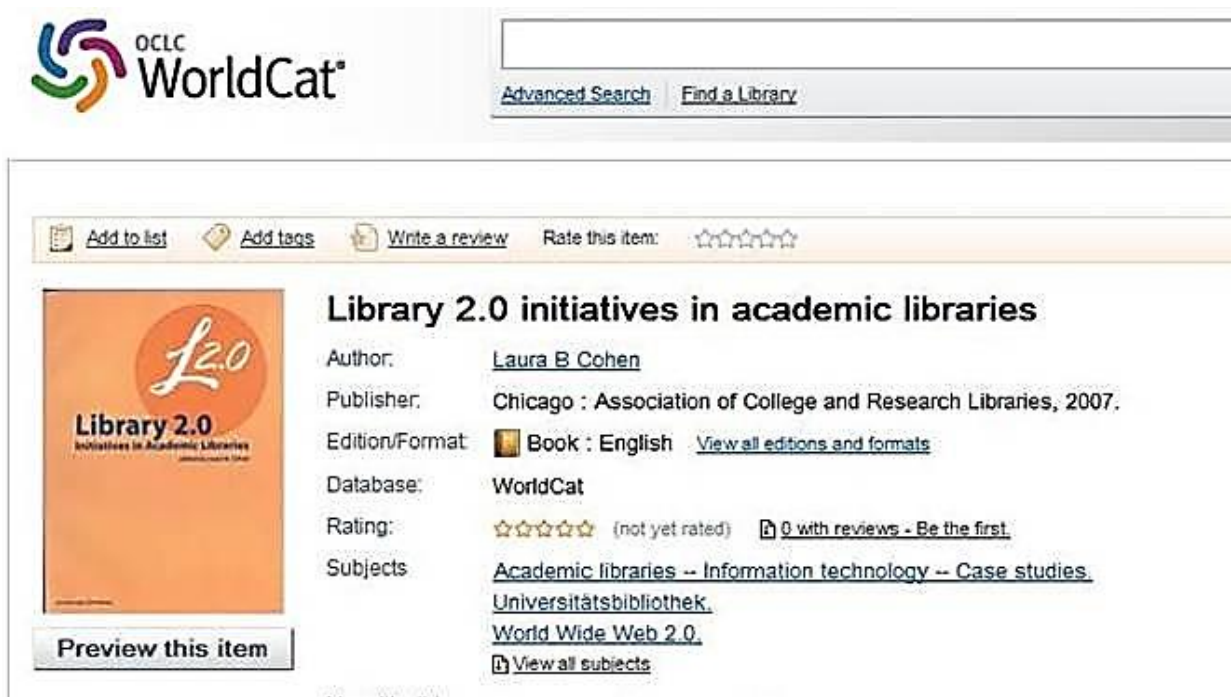 OCLC
WorldCat®
Advanced Search Find a Library
Add to list Add tags Write a review Rate this item:
L2.0
Library 2.0
Initiatives in Academic Libraries
Library 2.0 initiatives in academic libraries
Author: Laura B Cohen
Publisher: Chicago : Association of College and Research Libraries, 2007.
Edition/Format: Book : English View all editions and formats
Database: WorldCat
Rating: (not yet rated) 0 with reviews - Be the first.
Subjects Academic libraries -- Information technology -- Case studies.
Universitätsbibliothek.
World Wide Web 2.0.
View all subjects
Preview this item